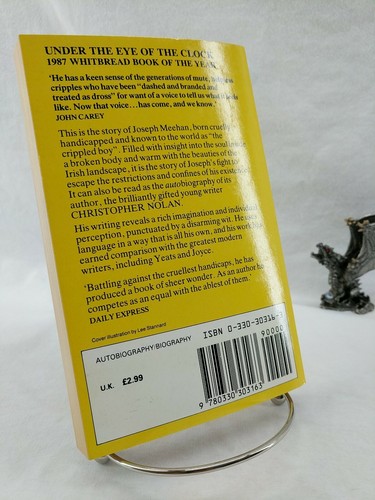 UNDER THE EYE OF THE CLOCK
1987 WHITBREAD BOOK OF THE YEAR
'He has a keen sense of the generations of mute, helpless
cripples who have been "dashed and branded and
treated as dross" for want of a voice to tell us what it feels
like. Now that voice...has come, and we know.'
JOHN CAREY
This is the story of Joseph Meehan, born cruelly
handicapped and known to the world as "the
crippled boy". Filled with insight into the soul inside
a broken body and warm with the beauties of the
Irish landscape, it is the story of Joseph's fight to
escape the restrictions and confines of his existence.
It can also be read as the autobiography of its
author, the brilliantly gifted young writer
CHRISTOPHER NOLAN.
His writing reveals a rich imagination and individual
perception, punctuated by a disarming wit. He uses
language in a way that is all his own, and his work has
earned comparison with the greatest modern
writers, including Yeats and Joyce.
'Battling against the cruellest handicaps, he has
produced a book of sheer wonder. As an author he
competes as an equal with the ablest of them.'
DAILY EXPRESS
Cover illustration by Lee Stannard
AUTOBIOGRAPHY/BIOGRAPHY
ISBN 0-330-30316-3
90000
U.K. £2.99
9 780330 303163